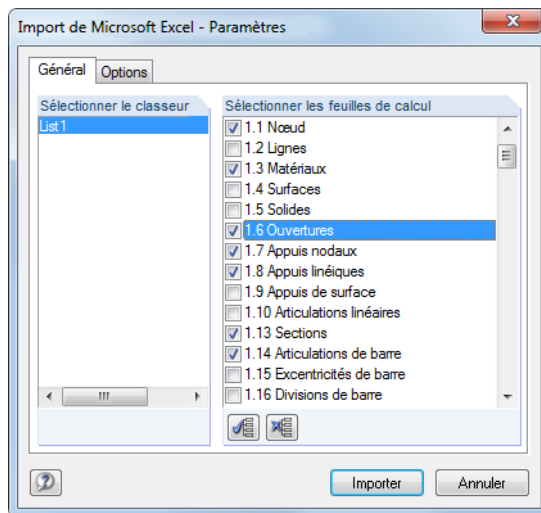 Import de Microsoft Excel - Paramètres
Général Options
Sélectionner le classeur
List1
Sélectionner les feuilles de calcul
1.1 Nœud
1.2 Lignes
1.3 Matériaux
1.4 Surfaces
1.5 Solides
1.6 Ouvertures
1.7 Appuis nodaux
1.8 Appuis linéiques
1.9 Appuis de surface
1.10 Articulations linéaires
1.13 Sections
1.14 Articulations de barre
1.15 Excentricités de barre
1.16 Divisions de barre
Importer Annuler